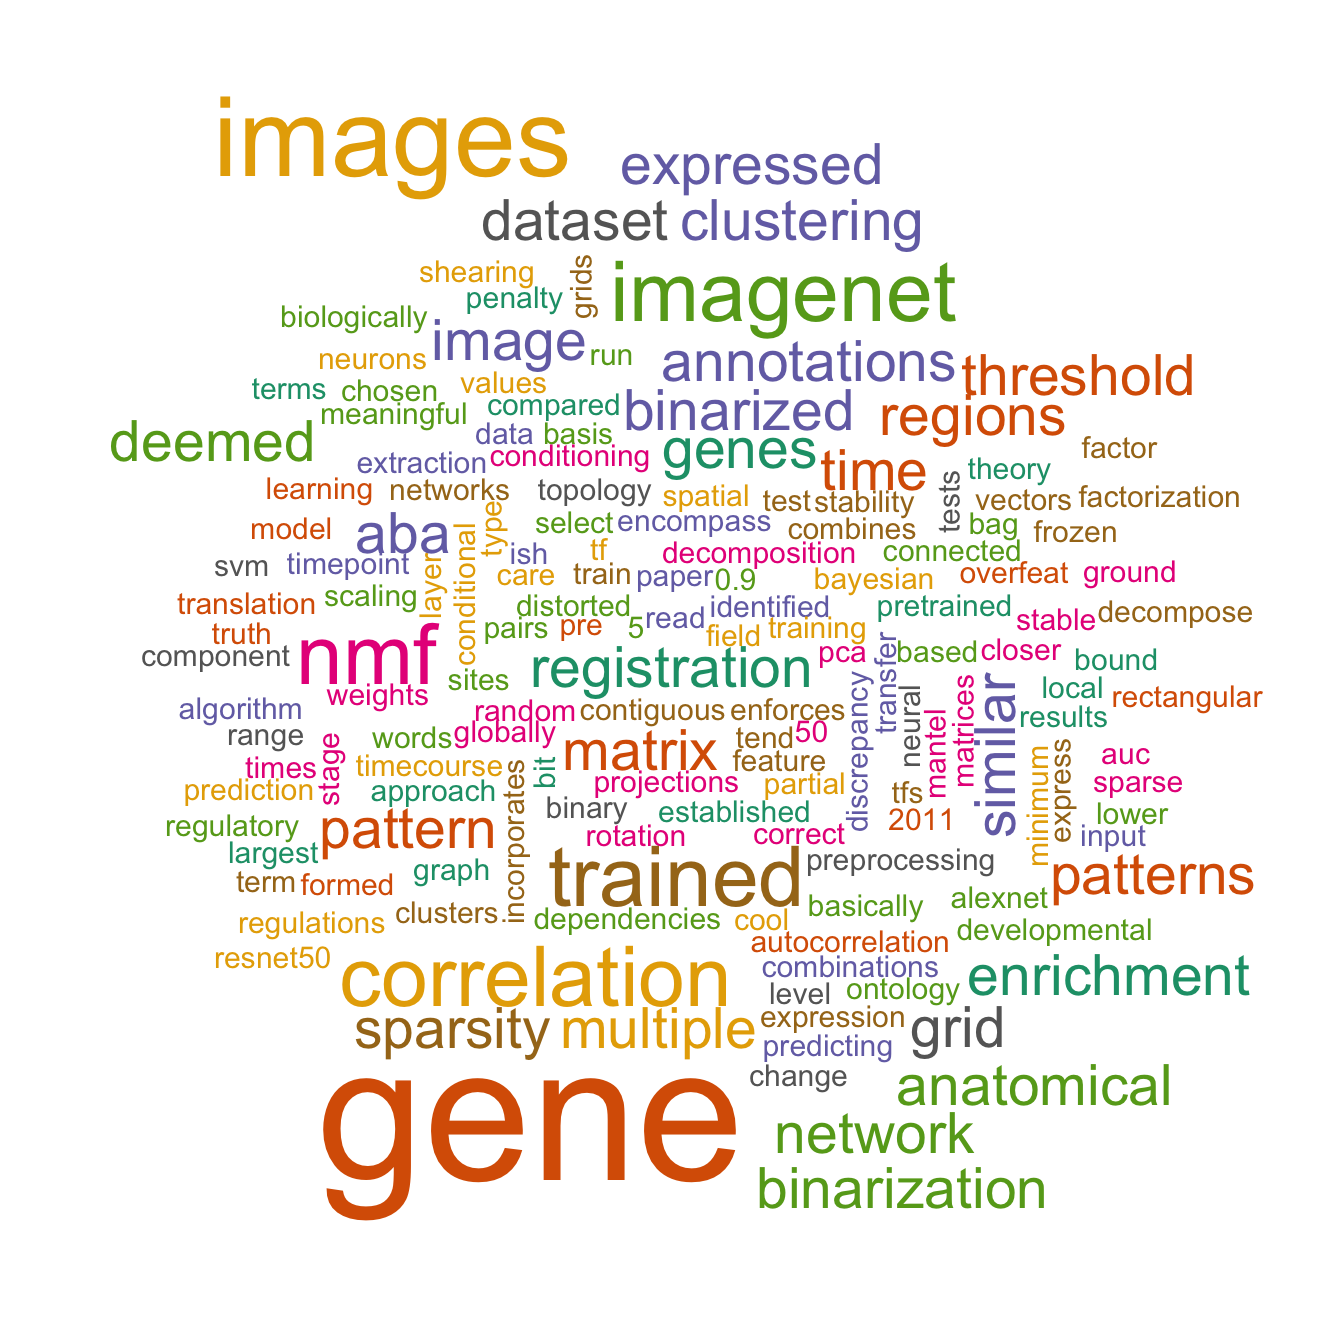 images
expressed
dataset clustering
shearing
grids
imagenet
penalty
biologically
image
run
neurons
annotations
threshold
terms chosen
values
meaningful
compared
binarized
regions
deemed
data basis
genes
time
factor
extraction
conditioning
theory
learning
networks
topology
spatial
test
stability
tests
vectors
factorization
model
aba
conditional
type
select
encompass
combines
bag
frozen
svm
timepoint
layer
ish
tf
decomposition
connected
care
train
paper
0.9
bayesian
overfeat
ground
translation
scaling
distorted
read
identified
pretrained
stable
decompose
truth
nmf
pairs
pre
5
field
training
transfer
component
sites
registration
pca
based
closer
bound
weights
discrepancy
similar
local
rectangular
algorithm
random
contiguous
enforces
neural
mantel
matrices
results
range
words
globally
matrix
tend
50
times
stage
timecourse
incorporates
bit
feature
minimum
express
auc
prediction
approach
projections
partial
tfs
sparse
regulatory
pattern
binary
established
2011
lower
largest
rotation
correct
input
graph
trained
preprocessing
patterns
term
formed
clusters
dependencies
cool
basically
alexnet
regulations
autocorrelation
developmental
resnet50
correlation
combinations
level
ontology
enrichment
sparsity
multiple
expression
grid
predicting
gene
change
anatomical
network
binarization